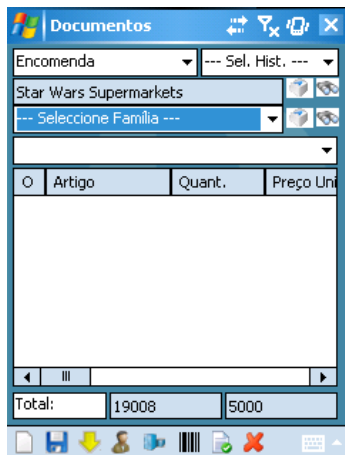 Documentos
Encomenda --- Sel. Hist. ---
Star Wars Supermarkets
--- Seleccione Família ---
O Artigo Quant. Preço Uni
Total: 19008 5000